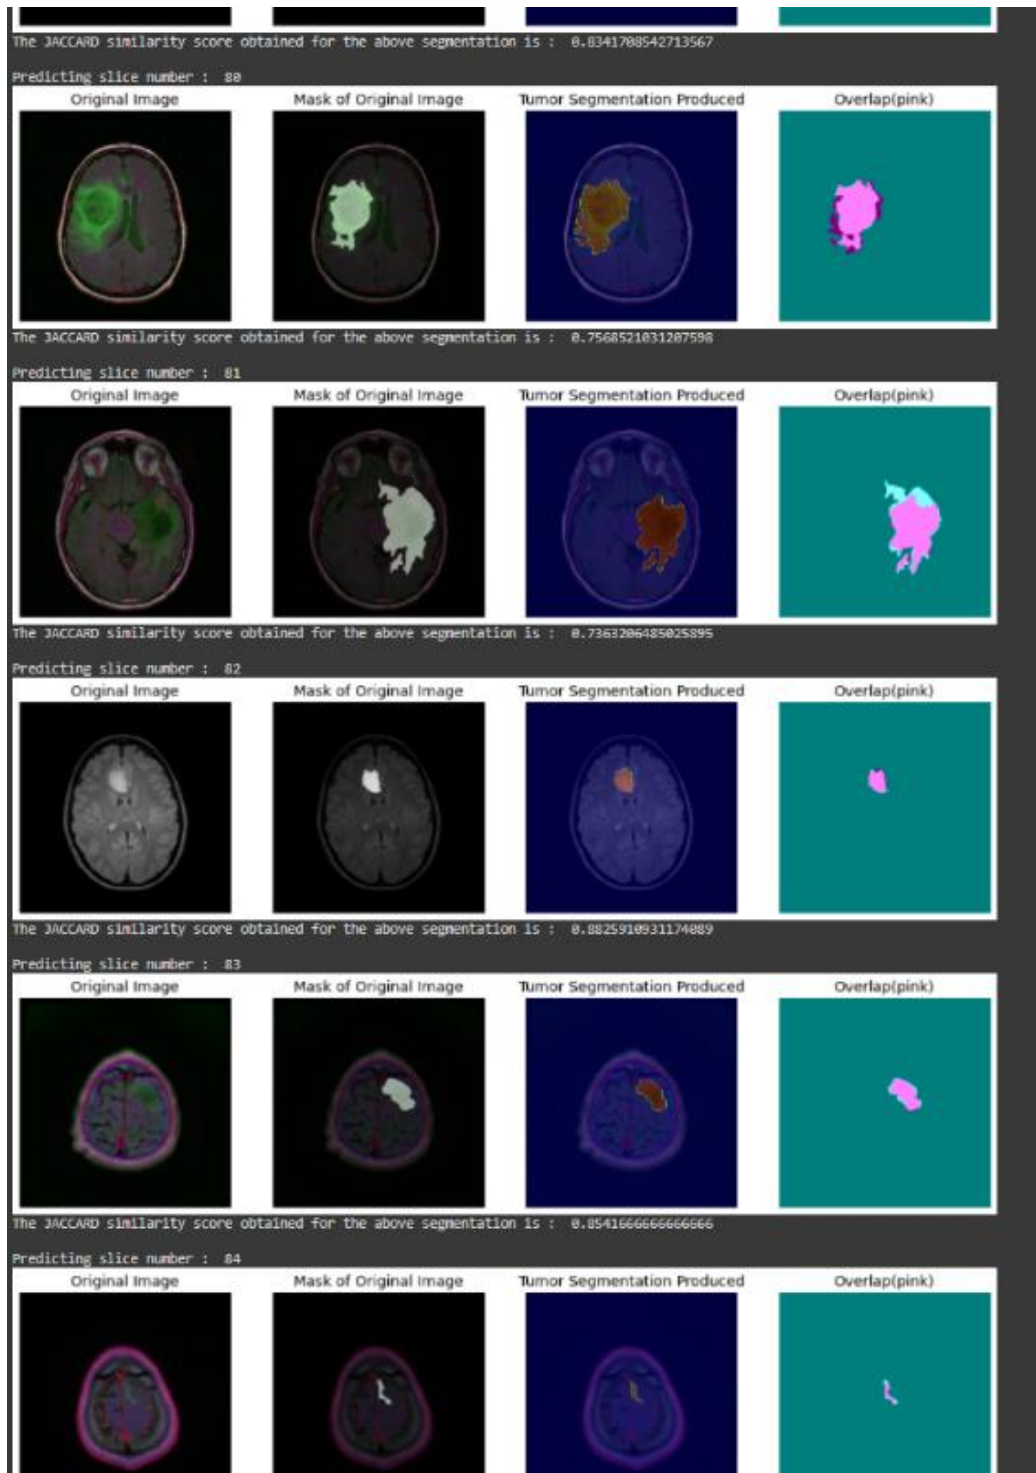 The JACCARD similarity score obtained for the above segmentation is :  0.8341708542713567
Predicting slice number :  80
Original Image Mask of Original Image Tumor Segmentation Produced Overlap(pink)
The JACCARD similarity score obtained for the above segmentation is :  0.7568521031207598
Predicting slice number :  81
Original Image Mask of Original Image Tumor Segmentation Produced Overlap(pink)
The JACCARD similarity score obtained for the above segmentation is :  0.7363206485025895
Predicting slice number :  82
Original Image Mask of Original Image Tumor Segmentation Produced Overlap(pink)
The JACCARD similarity score obtained for the above segmentation is :  0.8825910931174089
Predicting slice number :  83
Original Image Mask of Original Image Tumor Segmentation Produced Overlap(pink)
The JACCARD similarity score obtained for the above segmentation is :  0.8541666666666666
Predicting slice number :  84
Original Image Mask of Original Image Tumor Segmentation Produced Overlap(pink)